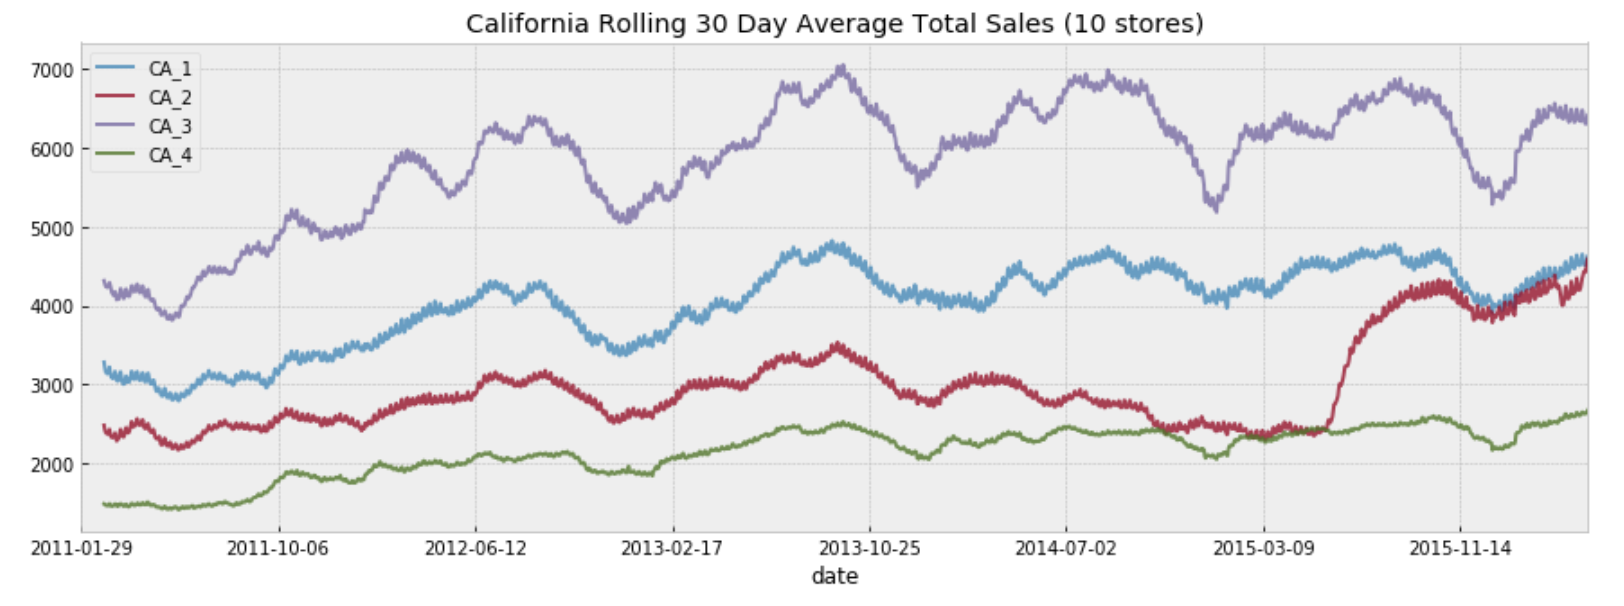 California Rolling 30 Day Average Total Sales (10 stores)
7000
6000
5000
4000
3000
2000
CA_1
CA_2
CA_3
CA_4
2011-01-29 2011-10-06 2012-06-12 2013-02-17 2013-10-25 2014-07-02 2015-03-09 2015-11-14
date